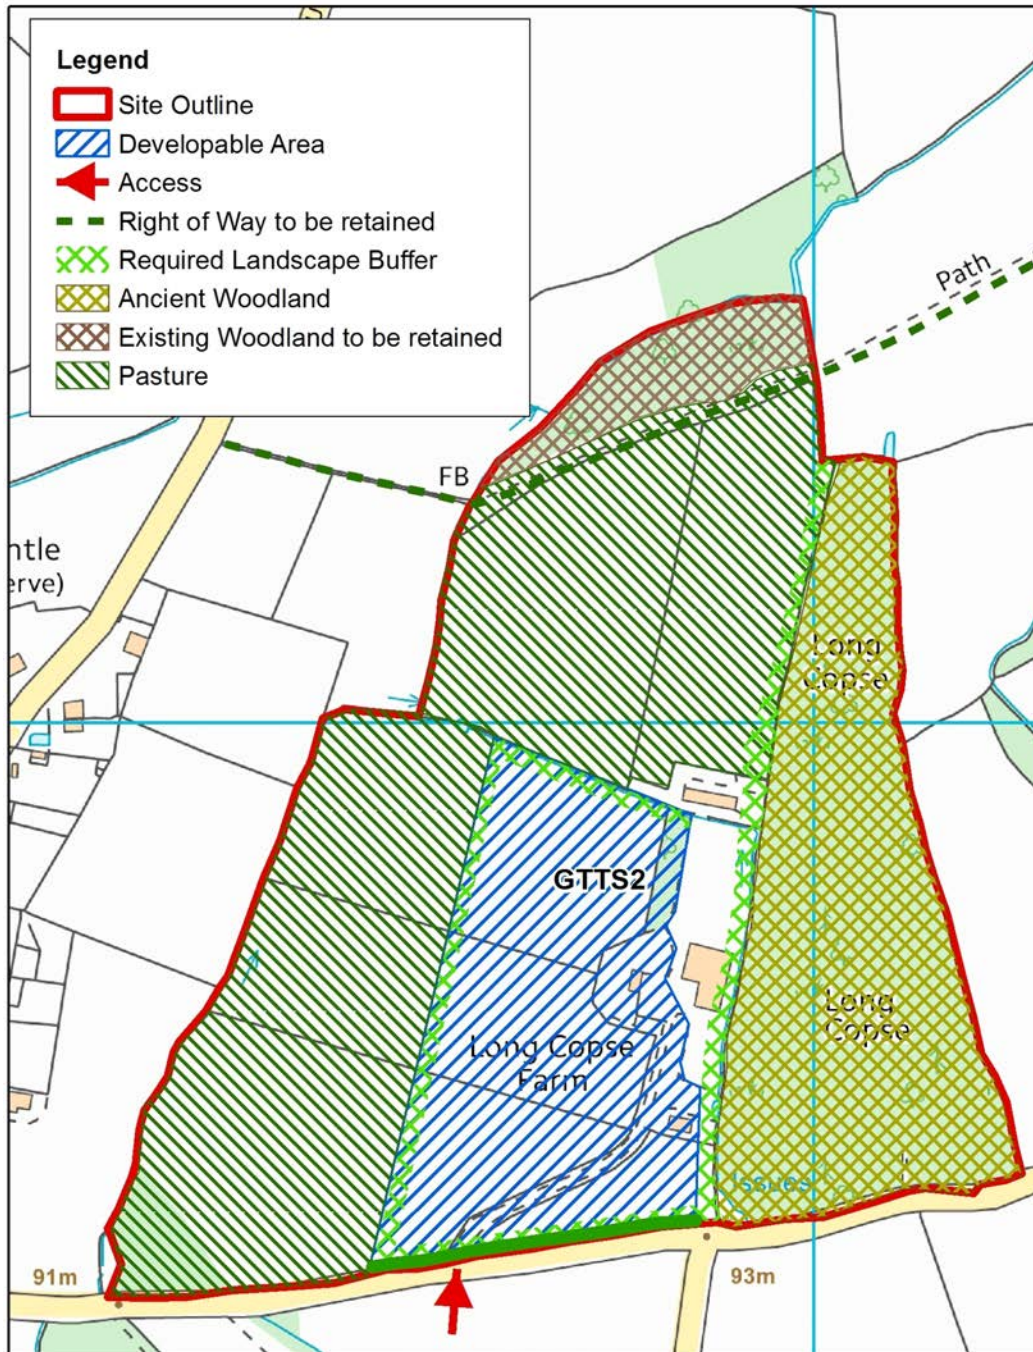 Legend
Site Outline
Developable Area
Access
Right of Way to be retained
Required Landscape Buffer
Ancient Woodland
Existing Woodland to be retained
Pasture
Path
FB
ntle
erve)
Long
Copse
GTTS2
Long
Copse
Long Copse
Farm
Issues
91m
93m